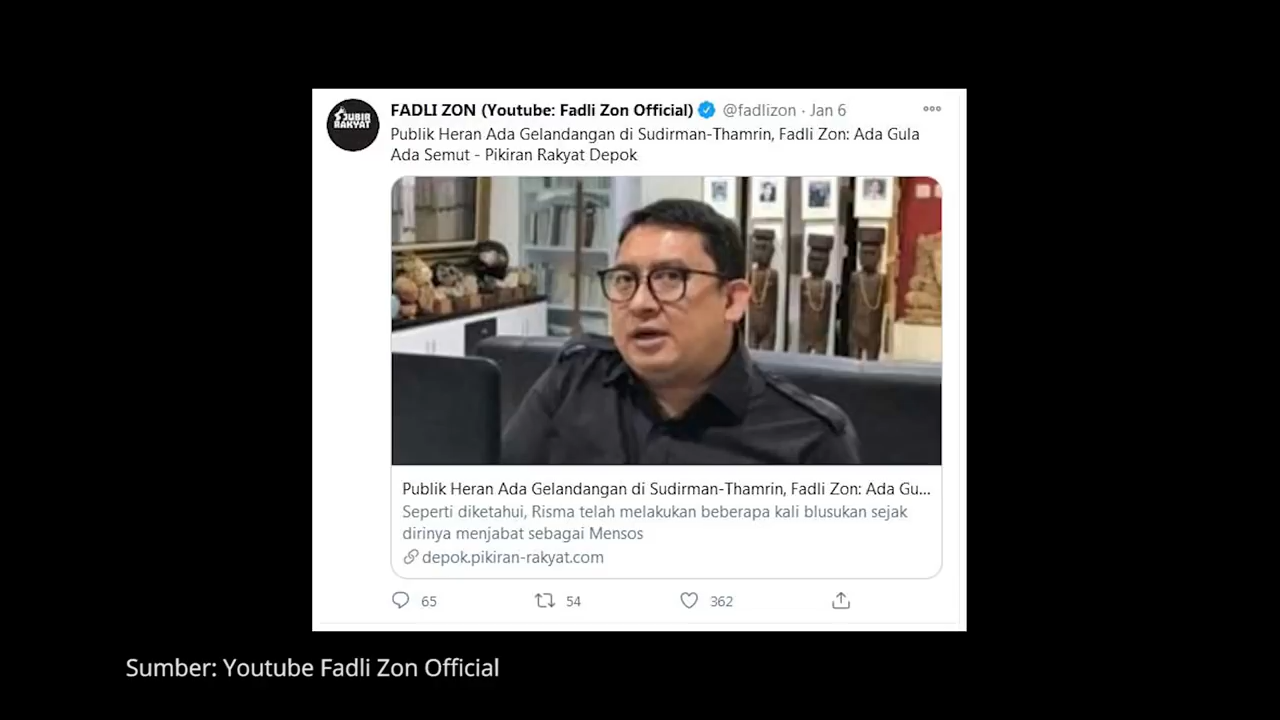 JUBIR
RAKYAT
FADLI ZON (Youtube: Fadli Zon Official) @fadlizon · Jan 6
Publik Heran Ada Gelandangan di Sudirman-Thamrin, Fadli Zon: Ada Gula
Ada Semut - Pikiran Rakyat Depok
Publik Heran Ada Gelandangan di Sudirman-Thamrin, Fadli Zon: Ada Gu...
Seperti diketahui, Risma telah melakukan beberapa kali blusukan sejak
dirinya menjabat sebagai Mensos
depok.pikiran-rakyat.com
65 54 362
Sumber: Youtube Fadli Zon Official